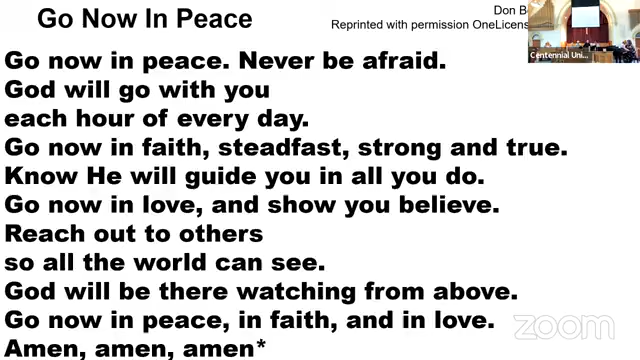 Go Now In Peace
Don B
Reprinted with permission OneLicens
Centennial Uni...
Go now in peace. Never be afraid.
God will go with you
each hour of every day.
Go now in faith, steadfast, strong and true.
Know He will guide you in all you do.
Go now in love, and show you believe.
Reach out to others
so all the world can see.
God will be there watching from above.
Go now in peace, in faith, and in love.
Amen, amen, amen*
zoom